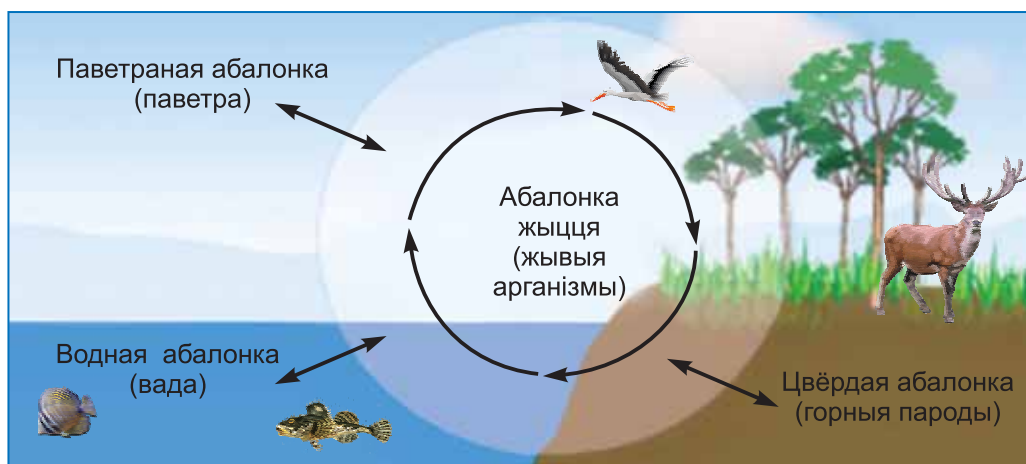 Паветраная абалонка
(паветра)
Абалонка
жыцця
(жывыя
арганізмы)
Водная абалонка
(вада)
Цвёрдая абалонка
(горныя пароды)